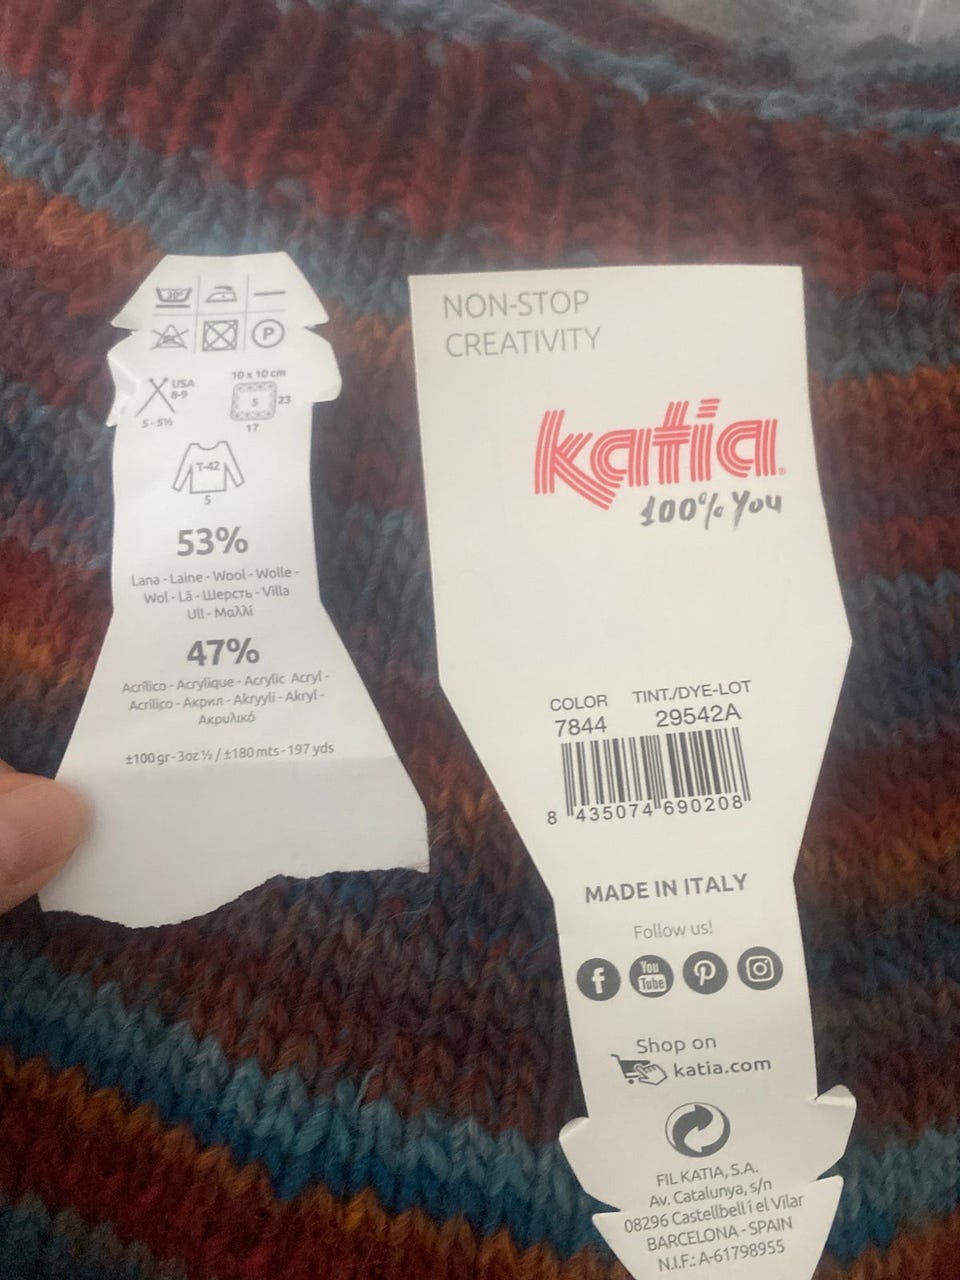 30°
CL
P
USA
8-9
5 - 5½
10 x 10 cm
S
23
17
T-42
5
53%
Lana - Laine - Wool - Wolle -
Wol - Lã - Шерсть - Villa
Ull - Μαλλί
47%
Acrílico - Acrylique - Acrylic Acryl -
Acrilico - Акрил - Akryyli - Akryl -
Ακρυλικό
±100 gr - 3oz ½ / ±180 mts - 197 yds
NON-STOP
CREATIVITY
katia
100% You
COLOR TINT./DYE-LOT
7844 29542A
8 435074 690208
MADE IN ITALY
Follow us!
f You Tube P
Shop on
katia.com
FIL KATIA, S.A.
Av. Catalunya, s/n
08296 Castellbell i el Vilar
BARCELONA - SPAIN
N.I.F.: A-61798955